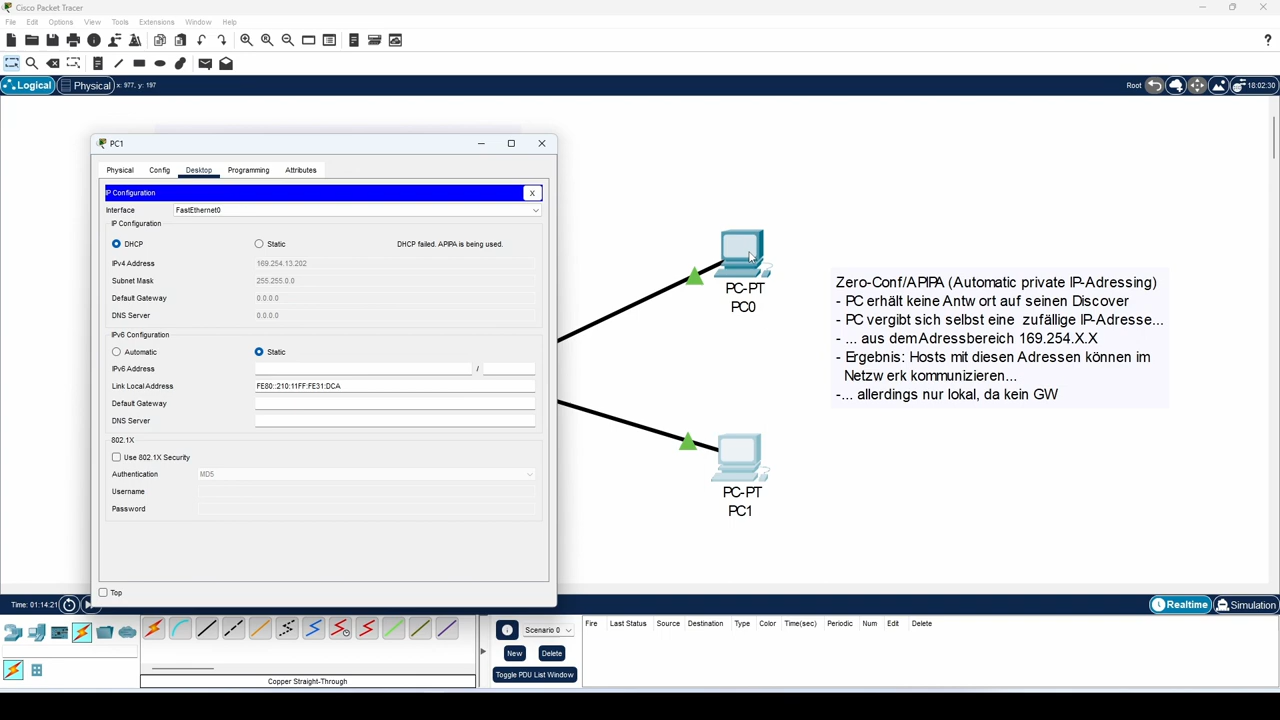 Cisco Packet Tracer
File Edit Options View Tools Extensions Window Help
Logical Physical x: 977, y: 197 Root 18:02:30
PC1
Physical Config Desktop Programming Attributes
IP Configuration X
Interface FastEthernet0
IP Configuration
DHCP Static DHCP failed. APIPA is being used.
IPv4 Address 169.254.13.202
Subnet Mask 255.255.0.0
Default Gateway 0.0.0.0
DNS Server 0.0.0.0
IPv6 Configuration
Automatic Static
IPv6 Address /
Link Local Address FE80::210:11FF:FE31:DCA
Default Gateway
DNS Server
802.1X
Use 802.1X Security
Authentication MD5
Username
Password
Top
PC-PT
PC0
PC-PT
PC1
Zero-Conf/APIPA (Automatic private IP-Adressing)
- PC erhält keine Antwort auf seinen Discover
- PC vergibt sich selbst eine zufällige IP-Adresse...
- ... aus dem Adressbereich 169.254.X.X
- Ergebnis: Hosts mit diesen Adressen können im
Netzwerk kommunizieren...
-... allerdings nur lokal, da kein GW
Time: 01:14:21 Realtime Simulation
Scenario 0
New Delete
Toggle PDU List Window
Fire Last Status Source Destination Type Color Time(sec) Periodic Num Edit Delete
Copper Straight-Through